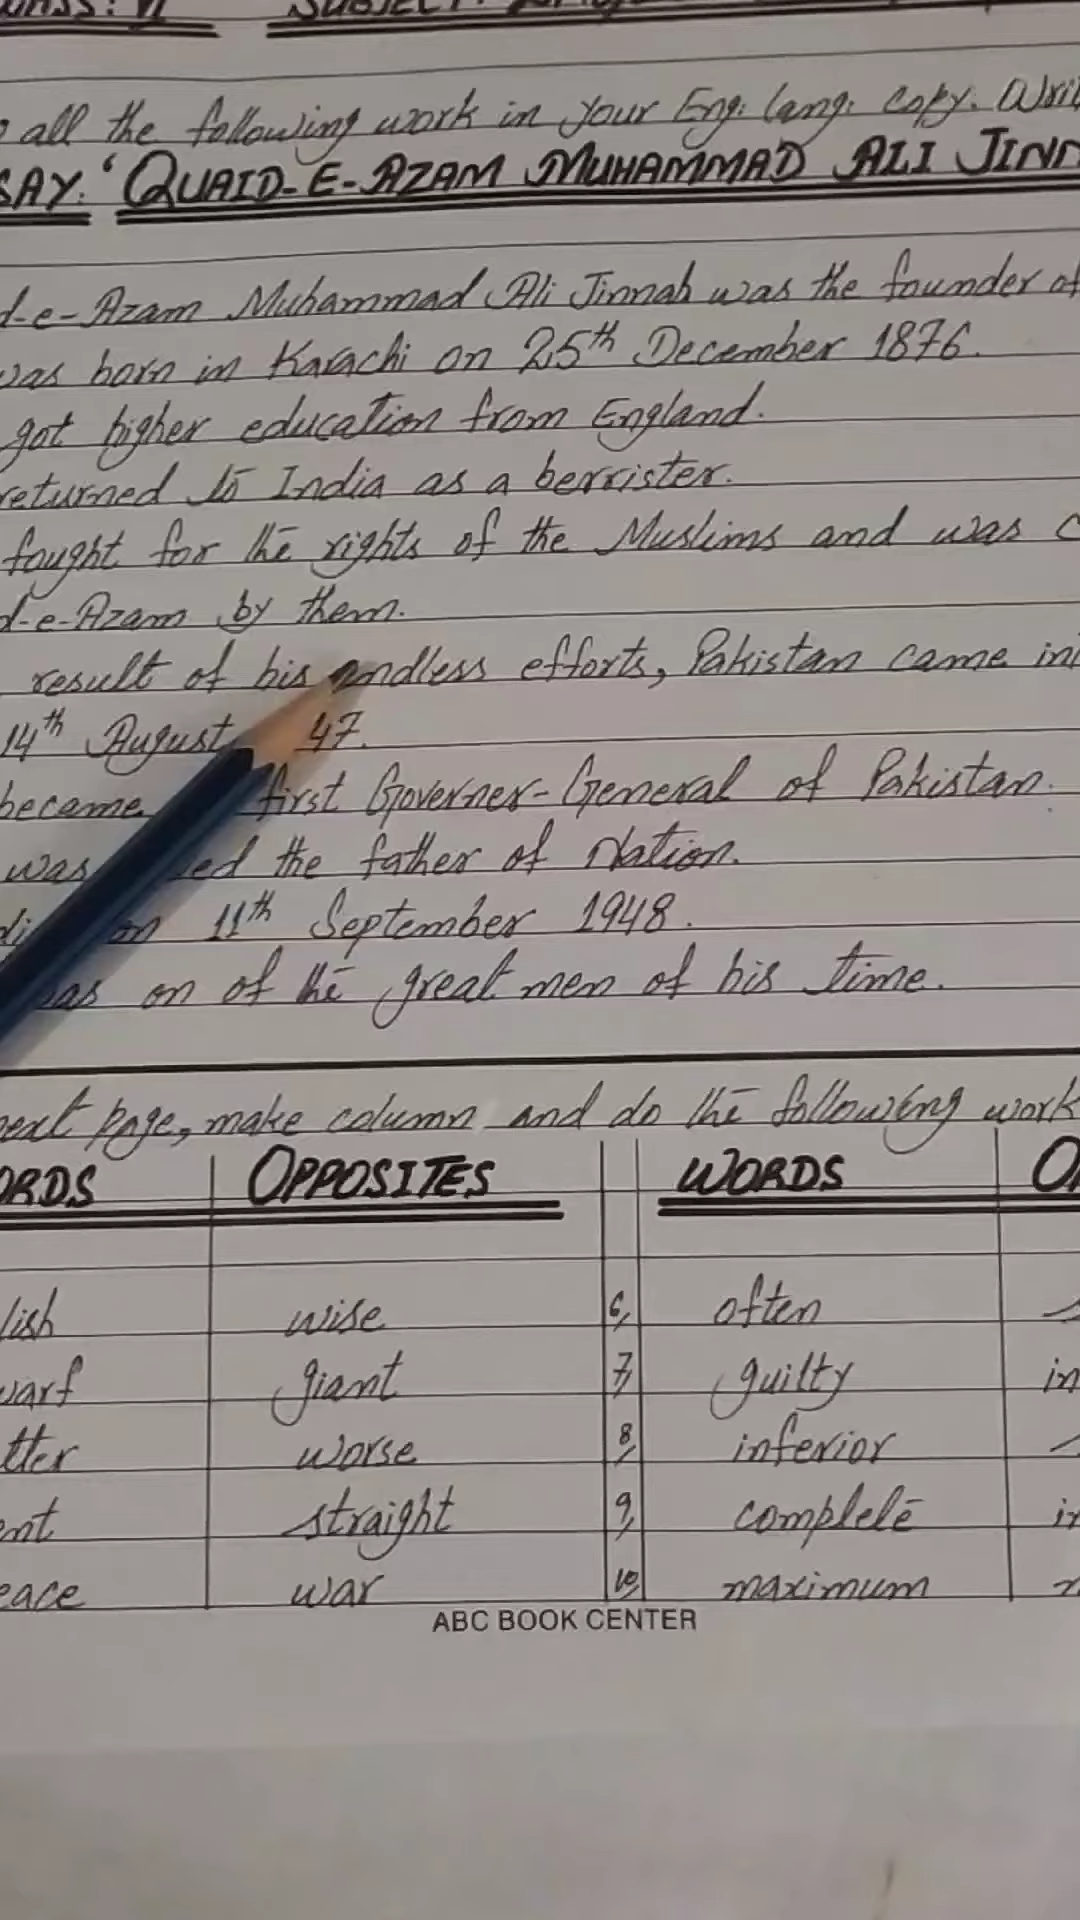 all the following work in your Eng. lang. copy. Wri
SAY: 'QUAID-E-AZAM MUHAMMAD ALI JINN
d-e-Azam Muhammad Ali Jinnah was the founder of
was born in Karachi on 25th December 1876.
got higher education from England.
returned to India as a berrister.
fought for the rights of the Muslims and was c
d-e-Azam by them.
result of his endless efforts, Pakistan came in
14th August 47.
became first Governer-General of Pakistan.
was ed the father of Nation.
di on 11th September 1948.
as on of the great men of his time.
next page, make column and do the following work
ORDS OPPOSITES WORDS O
lish wise 6, often
warf giant 7, guilty in
tter worse 8, inferior
ent straight 9, complete in
eace war 10, maximum
ABC BOOK CENTER